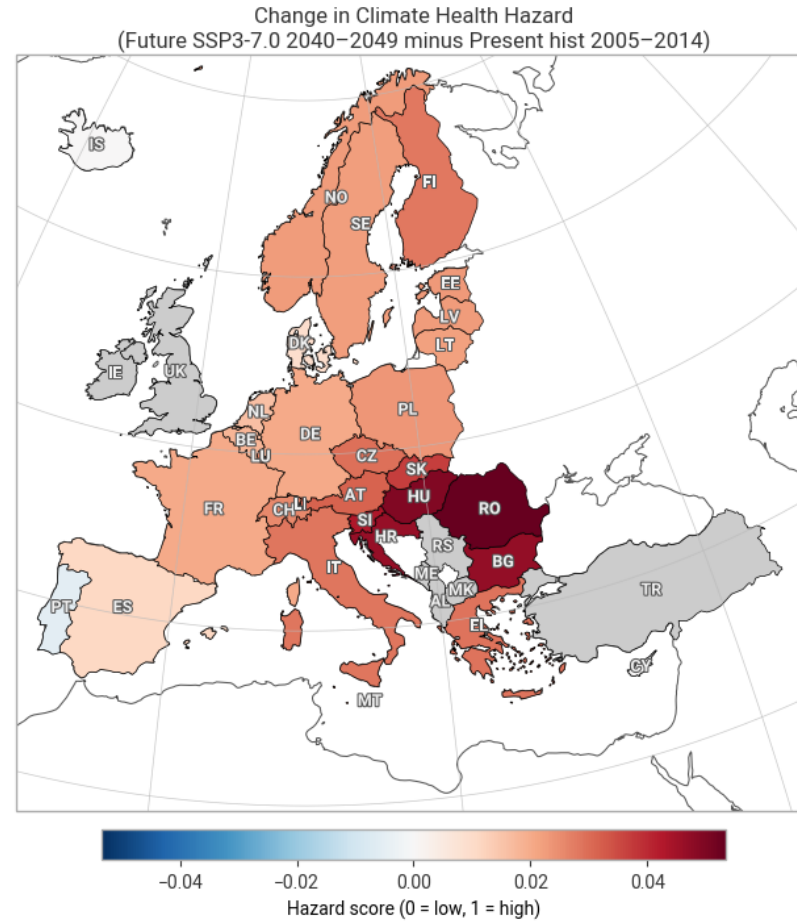 Change in Climate Health Hazard
(Future SSP3-7.0 2040–2049 minus Present hist 2005–2014)
IS
FI
NO
SE
EE
LV
LT
DK
IE
UK
NL
PL
DE
BE
LU
CZ
SK
AT
HU
FR
CH
LI
RO
SI
HR
RS
IT
BG
ME
MK
AL
TR
PT
ES
EL
CY
MT
−0.04
−0.02
0.00
0.02
0.04
Hazard score (0 = low, 1 = high)